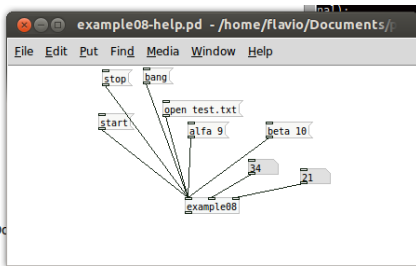 nal);
example08-help.pd - /home/flavio/Documents/
File Edit Put Find Media Window Help
stop bang
open test.txt
start alfa 9 beta 10
34
21
example08